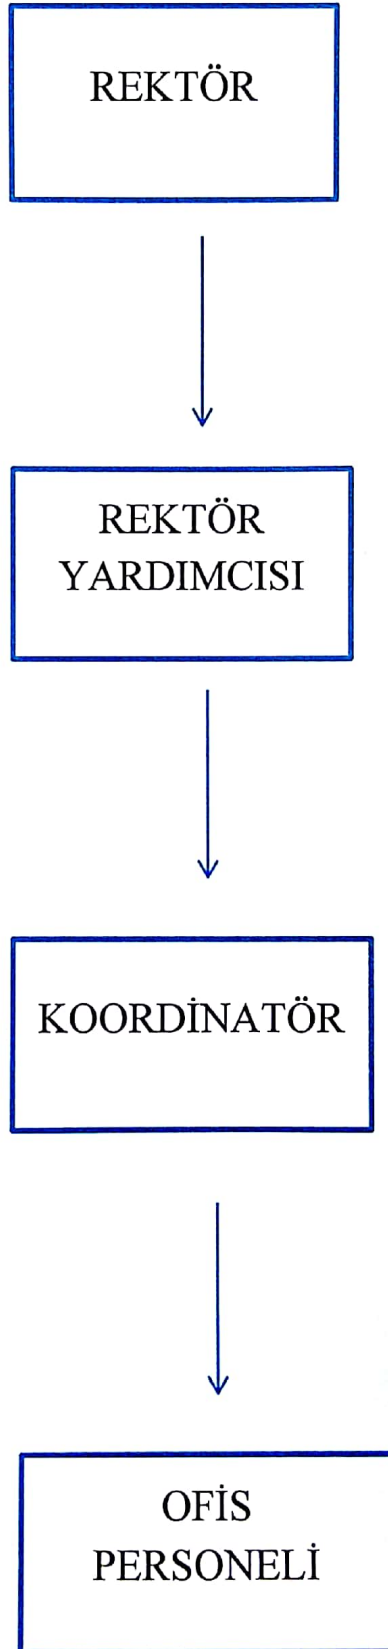 REKTÖR
REKTÖR
YARDIMCISI
KOORDİNATÖR
OFİS
PERSONELİ